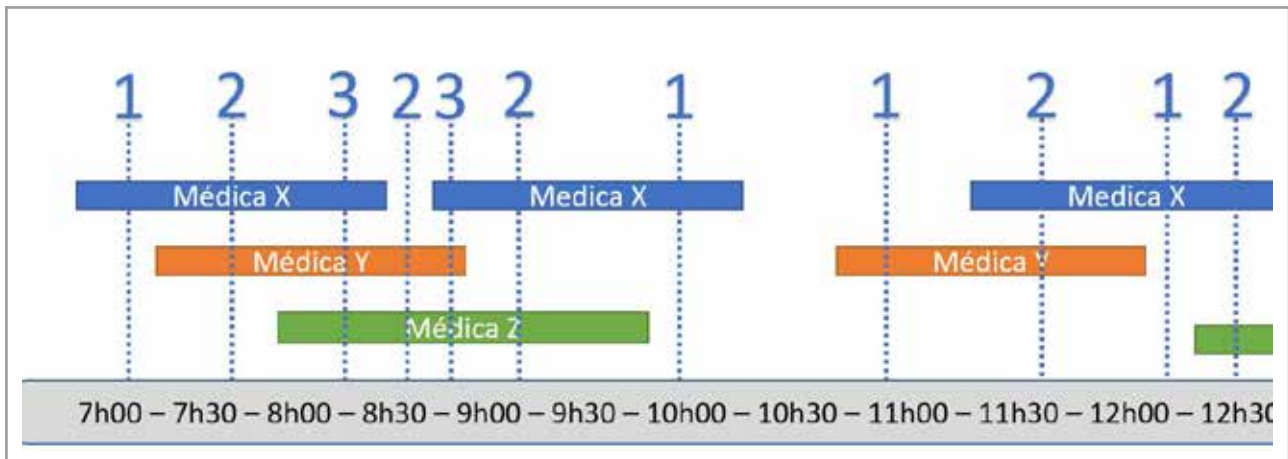 1 2 3 2 3 2 1 1 2 1 2
Médica X Medica X Medica X
Médica Y Médica Y
Médica Z
7h00 – 7h30 – 8h00 – 8h30 – 9h00 – 9h30 – 10h00 – 10h30 – 11h00 – 11h30 – 12h00 – 12h30